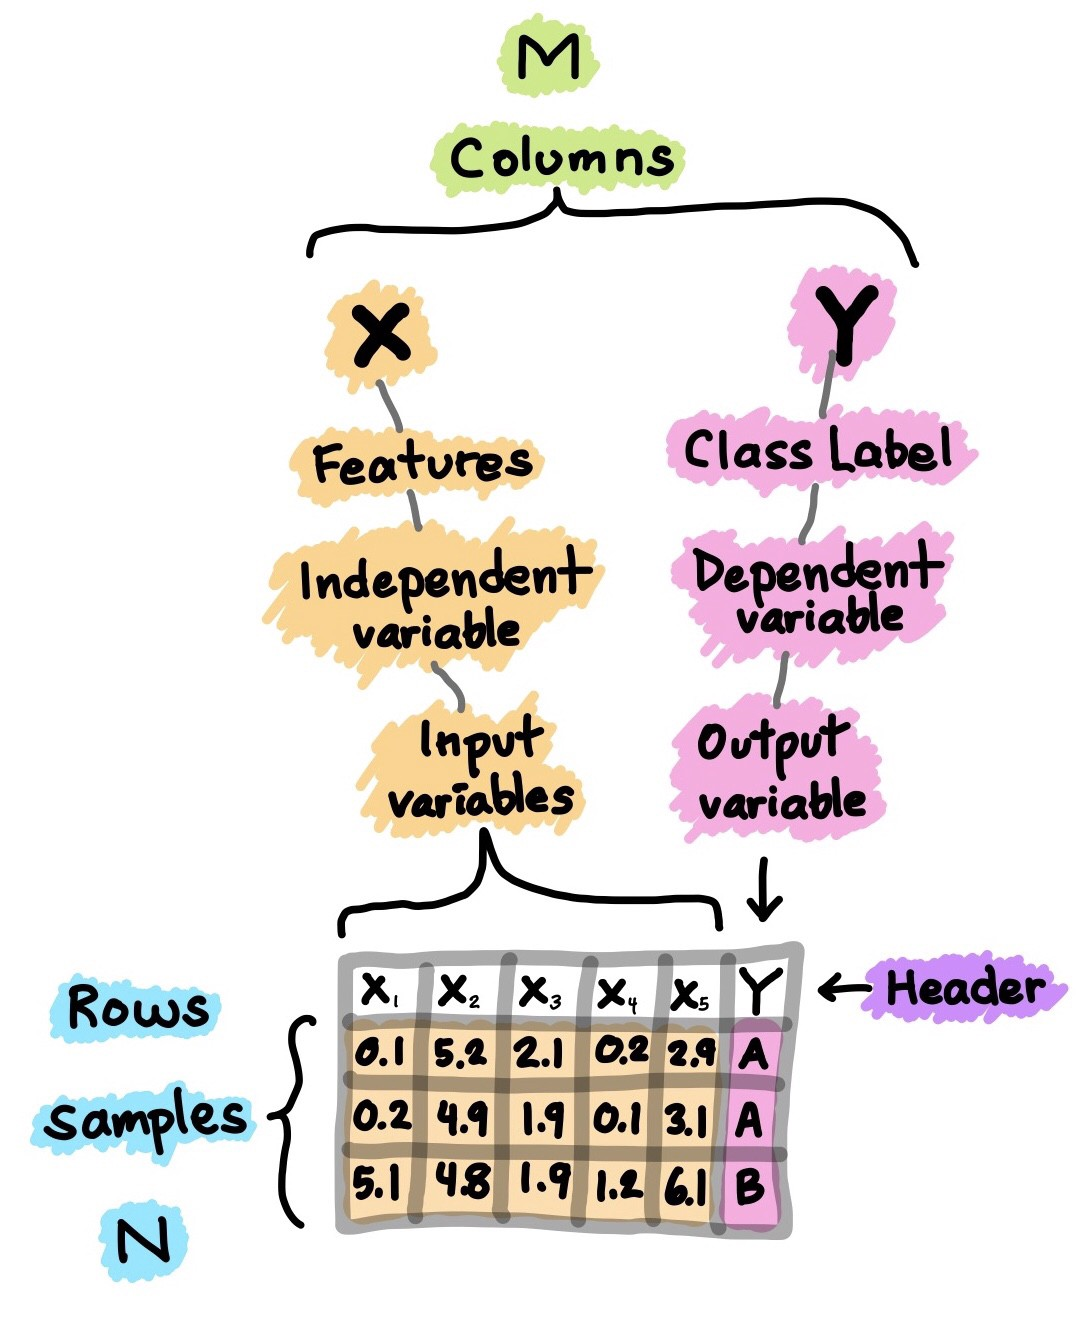 M
Columns
X
Y
Features
Class Label
Independent
variable
Dependent
variable
Input
variables
Output
variable
X₁ X₂ X₃ X₄ X₅ Y
Header
Rows
samples
N
0.1 5.2 2.1 0.2 2.9 A
0.2 4.9 1.9 0.1 3.1 A
5.1 4.8 1.9 1.2 6.1 B